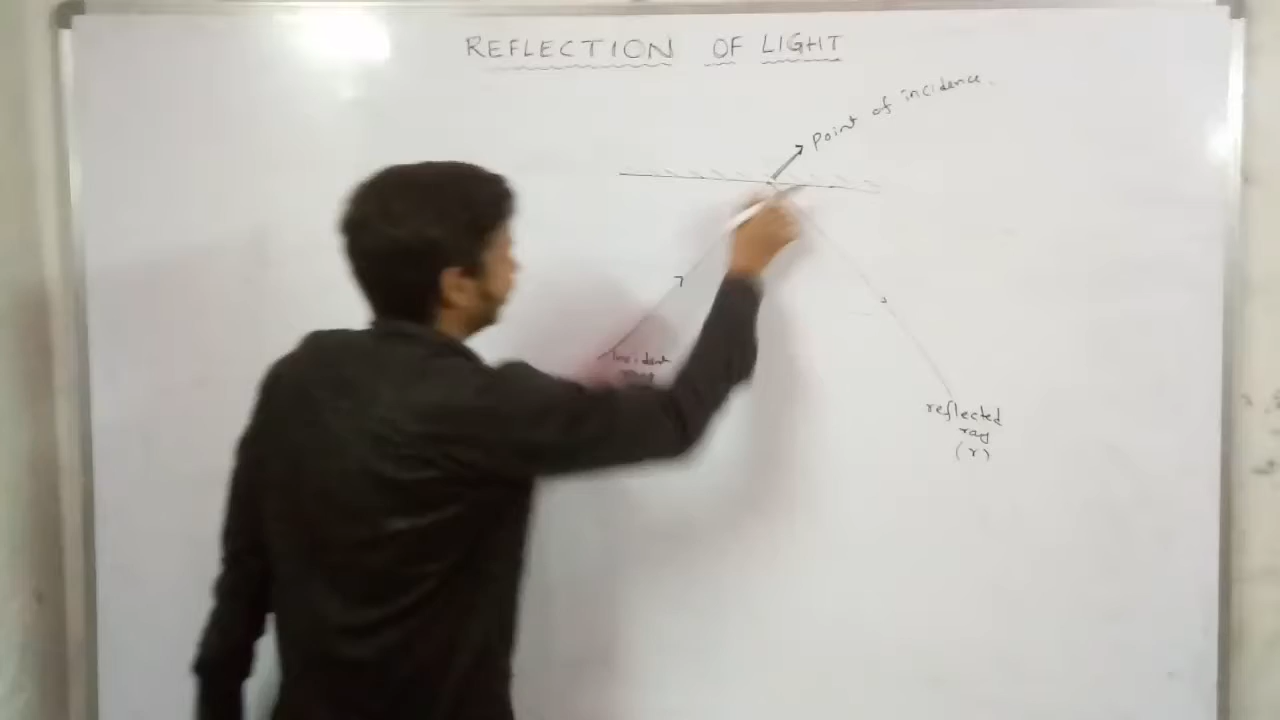 REFLECTION OF LIGHT
Point of incidence.
Incident
ray
reflected
ray
(r)